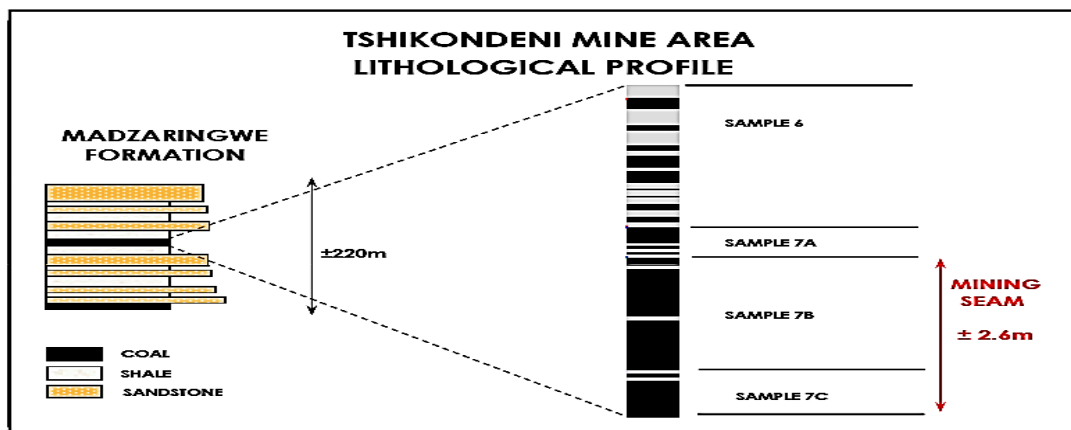 TSHIKONDENI MINE AREA
LITHOLOGICAL PROFILE
MADZARINGWE
FORMATION
±220m
COAL
SHALE
SANDSTONE
SAMPLE 6
SAMPLE 7A
SAMPLE 7B
SAMPLE 7C
MINING
SEAM
± 2.6m